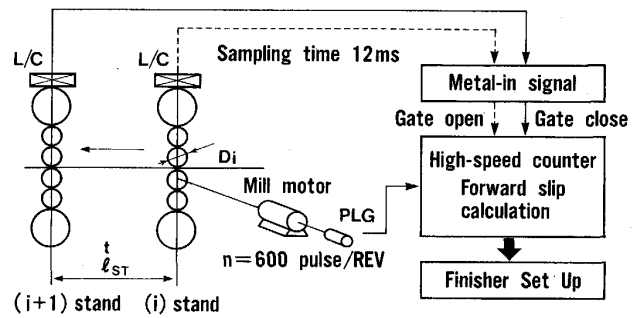 L/C
L/C
Sampling time 12ms
Metal-in signal
Gate open
Gate close
Di
High-speed counter
Forward slip
calculation
Mill motor
PLG
n=600 pulse/REV
t
ℓST
Finisher Set Up
(i+1) stand
(i) stand